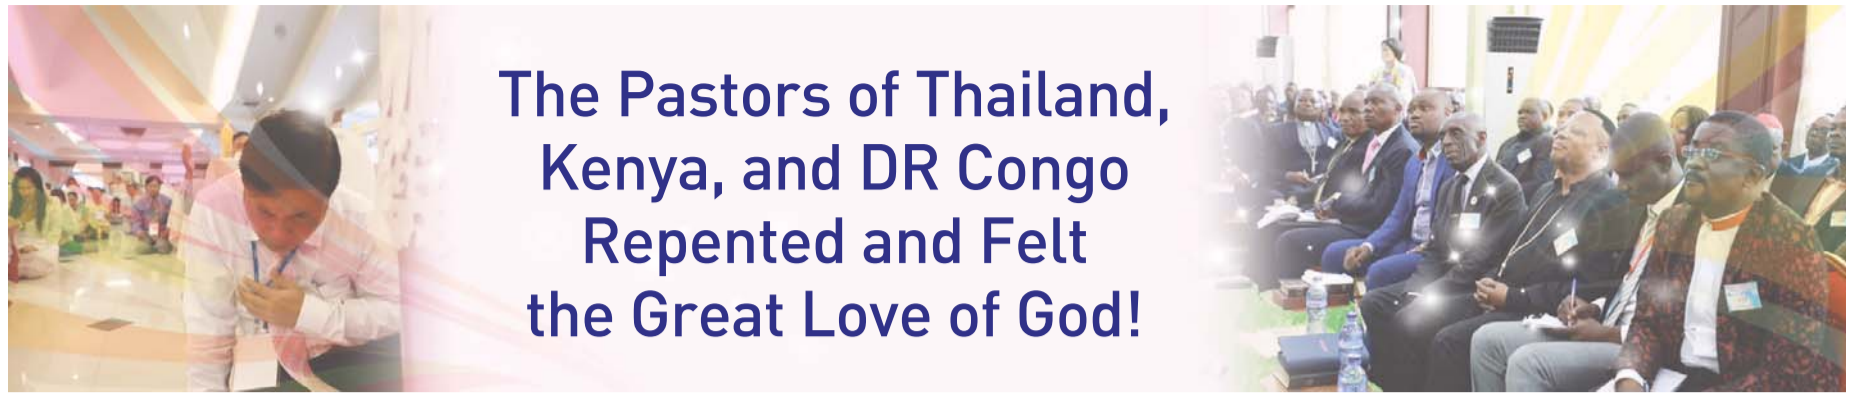 The Pastors of Thailand,
Kenya, and DR Congo
Repented and Felt
the Great Love of God!